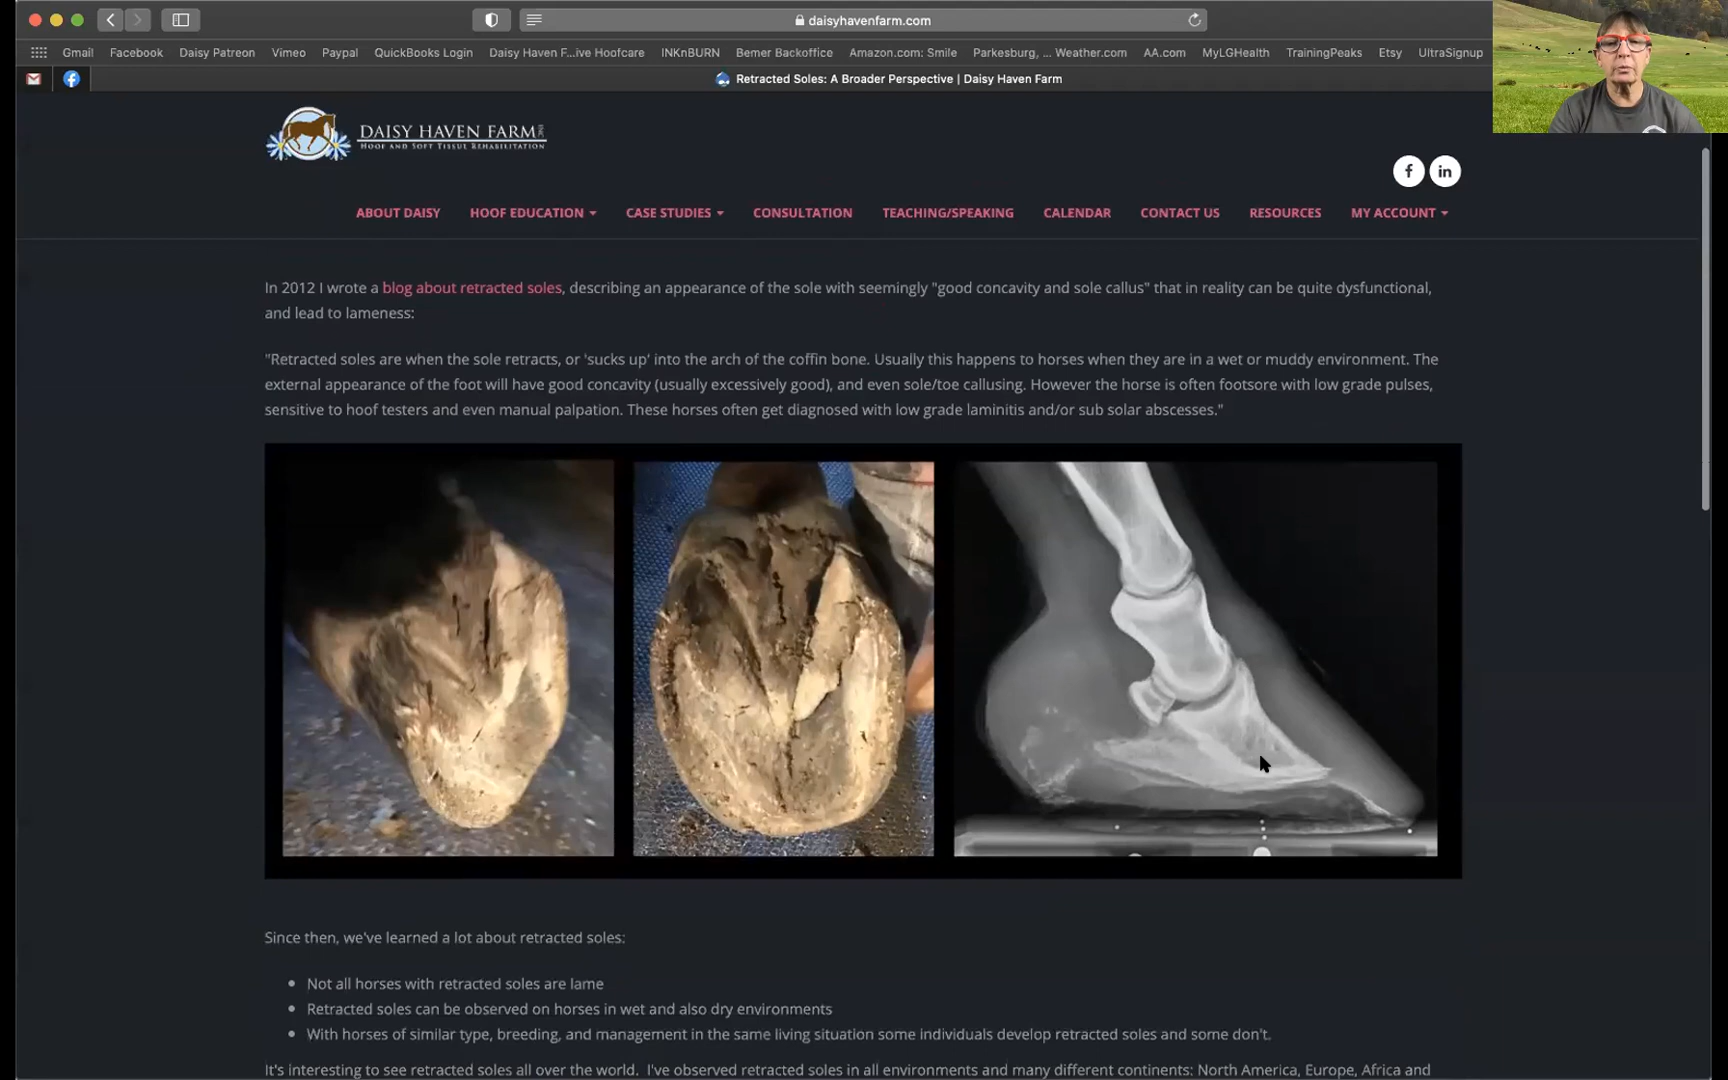 daisyhavenfarm.com
Gmail Facebook Daisy Patreon Vimeo Paypal QuickBooks Login Daisy Haven F...ive Hoofcare INKnBURN Bemer Backoffice Amazon.com: Smile Parkesburg, ... Weather.com AA.com MyLGHealth TrainingPeaks Etsy UltraSignup
Retracted Soles: A Broader Perspective | Daisy Haven Farm
DAISY HAVEN FARM INC
HOOF AND SOFT TISSUE REHABILITATION
f in
ABOUT DAISY HOOF EDUCATION CASE STUDIES CONSULTATION TEACHING/SPEAKING CALENDAR CONTACT US RESOURCES MY ACCOUNT
In 2012 I wrote a blog about retracted soles, describing an appearance of the sole with seemingly "good concavity and sole callus" that in reality can be quite dysfunctional,
and lead to lameness:
"Retracted soles are when the sole retracts, or 'sucks up' into the arch of the coffin bone. Usually this happens to horses when they are in a wet or muddy environment. The
external appearance of the foot will have good concavity (usually excessively good), and even sole/toe callusing. However the horse is often footsore with low grade pulses,
sensitive to hoof testers and even manual palpation. These horses often get diagnosed with low grade laminitis and/or sub solar abscesses."
Since then, we've learned a lot about retracted soles:
• Not all horses with retracted soles are lame
• Retracted soles can be observed on horses in wet and also dry environments
• With horses of similar type, breeding, and management in the same living situation some individuals develop retracted soles and some don't.
It's interesting to see retracted soles all over the world. I've observed retracted soles in all environments and many different continents: North America, Europe, Africa and